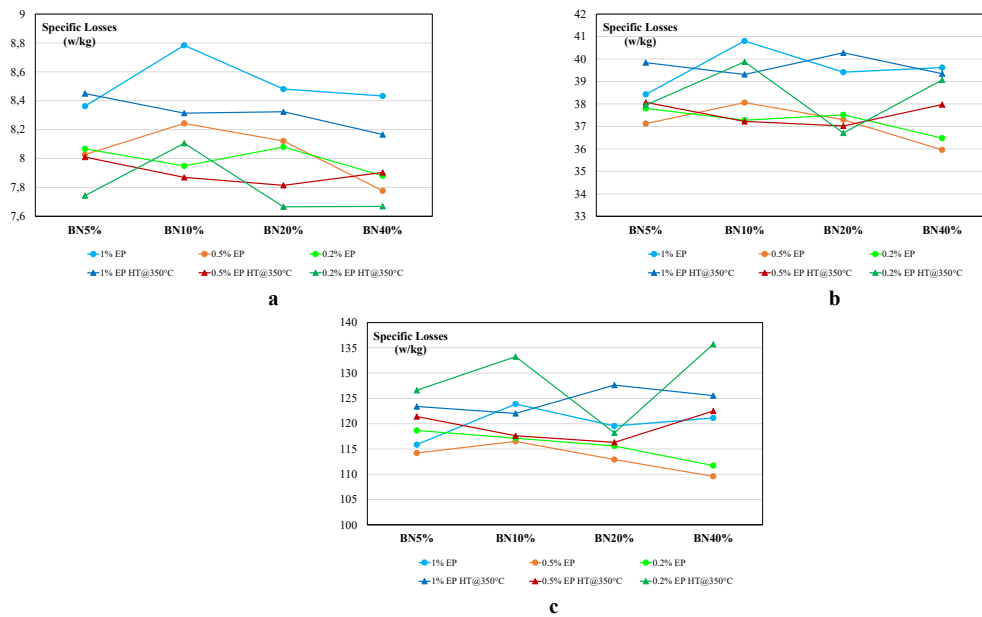 Specific Losses
(w/kg)
9
8,8
8,6
8,4
8,2
8
7,8
7,6
BN5% BN10% BN20% BN40%
1% EP 0.5% EP 0.2% EP
1% EP HT@350°C 0.5% EP HT@350°C 0.2% EP HT@350°C
a
Specific Losses
(w/kg)
42
41
40
39
38
37
36
35
34
33
BN5% BN10% BN20% BN40%
1% EP 0.5% EP 0.2% EP
1% EP HT@350°C 0.5% EP HT@350°C 0.2% EP HT@350°C
b
Specific Losses
(w/kg)
140
135
130
125
120
115
110
105
100
BN5% BN10% BN20% BN40%
1% EP 0.5% EP 0.2% EP
1% EP HT@350°C 0.5% EP HT@350°C 0.2% EP HT@350°C
c